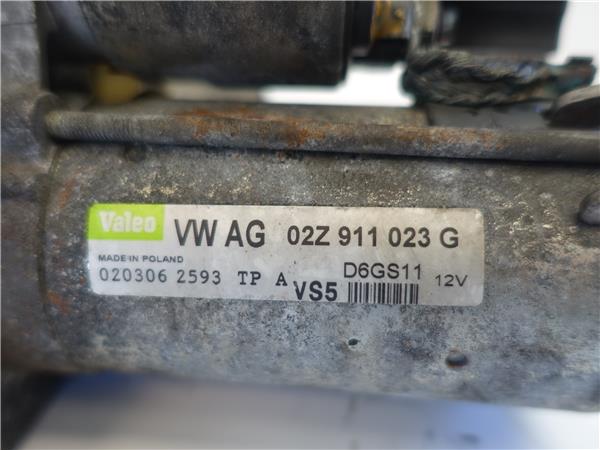 Valeo VW AG 02Z 911 023 G
MADE IN POLAND
020306 2593 TP A VS5 D6GS11 12V